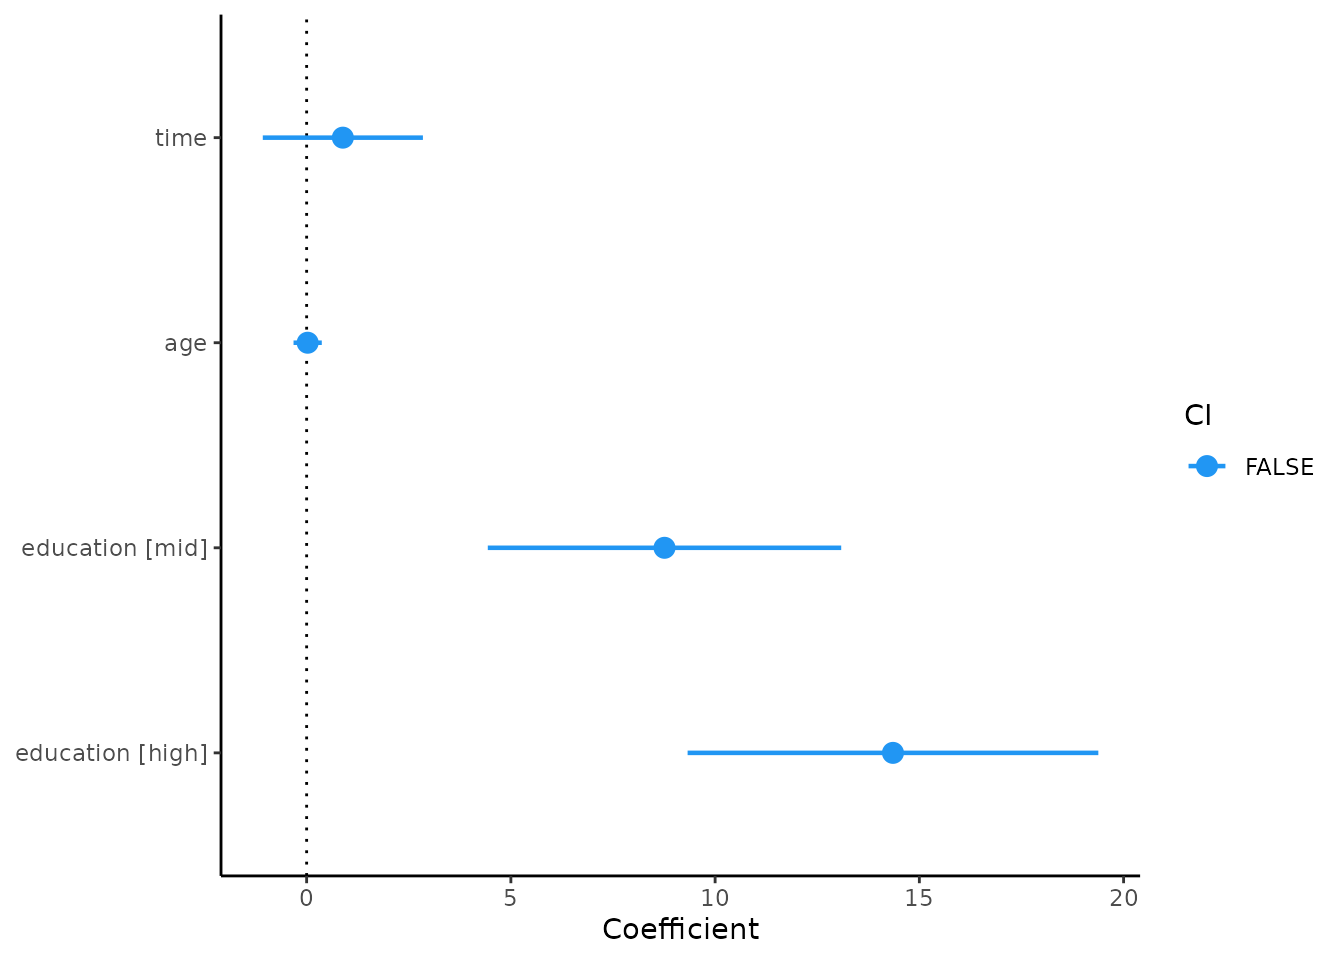 time
age
education [mid]
education [high]
0 5 10 15 20
Coefficient
CI
FALSE